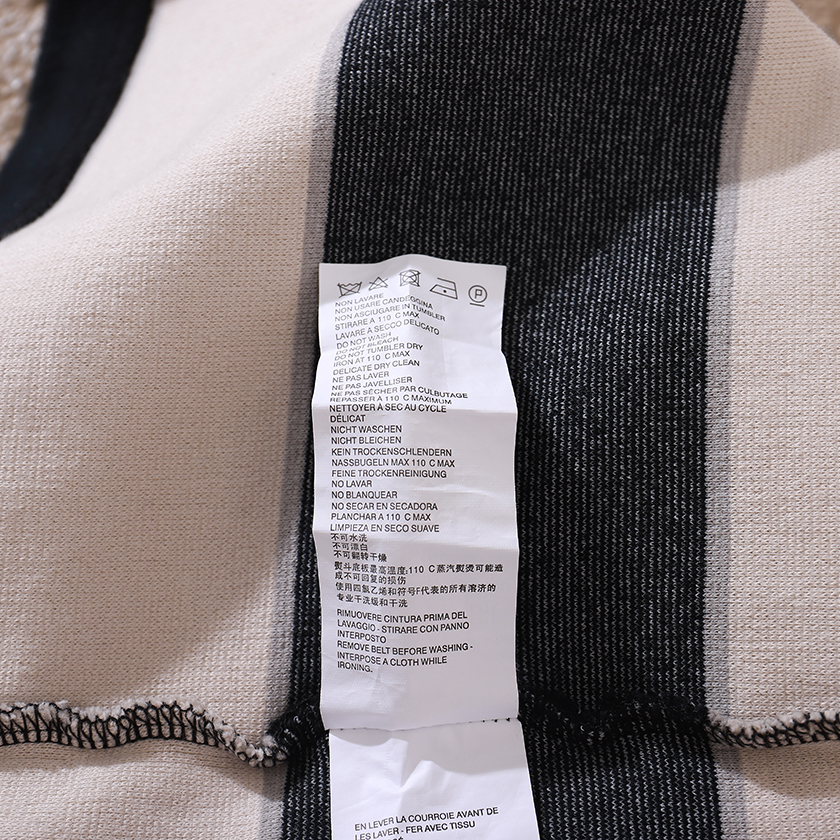 P
NON LAVARE
NON USARE CANDEGGINA
NON ASCIUGARE IN TUMBLER
STIRARE A 110 C MAX
LAVARE A SECCO DELICATO
DO NOT WASH
DO NOT BLEACH
DO NOT TUMBLER DRY
IRON AT 110 C MAX
DELICATE DRY CLEAN
NE PAS LAVER
NE PAS JAVELLISER
NE PAS SÉCHER PAR CULBUTAGE
REPASSER A 110 C MAXIMUM
NETTOYER À SEC AU CYCLE
DÉLICAT
NICHT WASCHEN
NICHT BLEICHEN
KEIN TROCKENSCHLENDERN
NASSBUGELN MAX 110 C MAX
FEINE TROCKENREINIGUNG
NO LAVAR
NO BLANQUEAR
NO SECAR EN SECADORA
PLANCHAR A 110 C MAX
LIMPIEZA EN SECO SUAVE
不可水洗
不可漂白
不可翻转干燥
熨斗底板最高温度:110 C蒸汽熨烫可能造
成不可回复的损伤
使用四氯乙烯和符号F代表的所有溶济的
专业干洗缓和干洗
RIMUOVERE CINTURA PRIMA DEL
LAVAGGIO - STIRARE CON PANNO
INTERPOSTO
REMOVE BELT BEFORE WASHING -
INTERPOSE A CLOTH WHILE
IRONING.
EN LEVER LA COURROIE AVANT DE
LES LAVER - FER AVEC TISSU